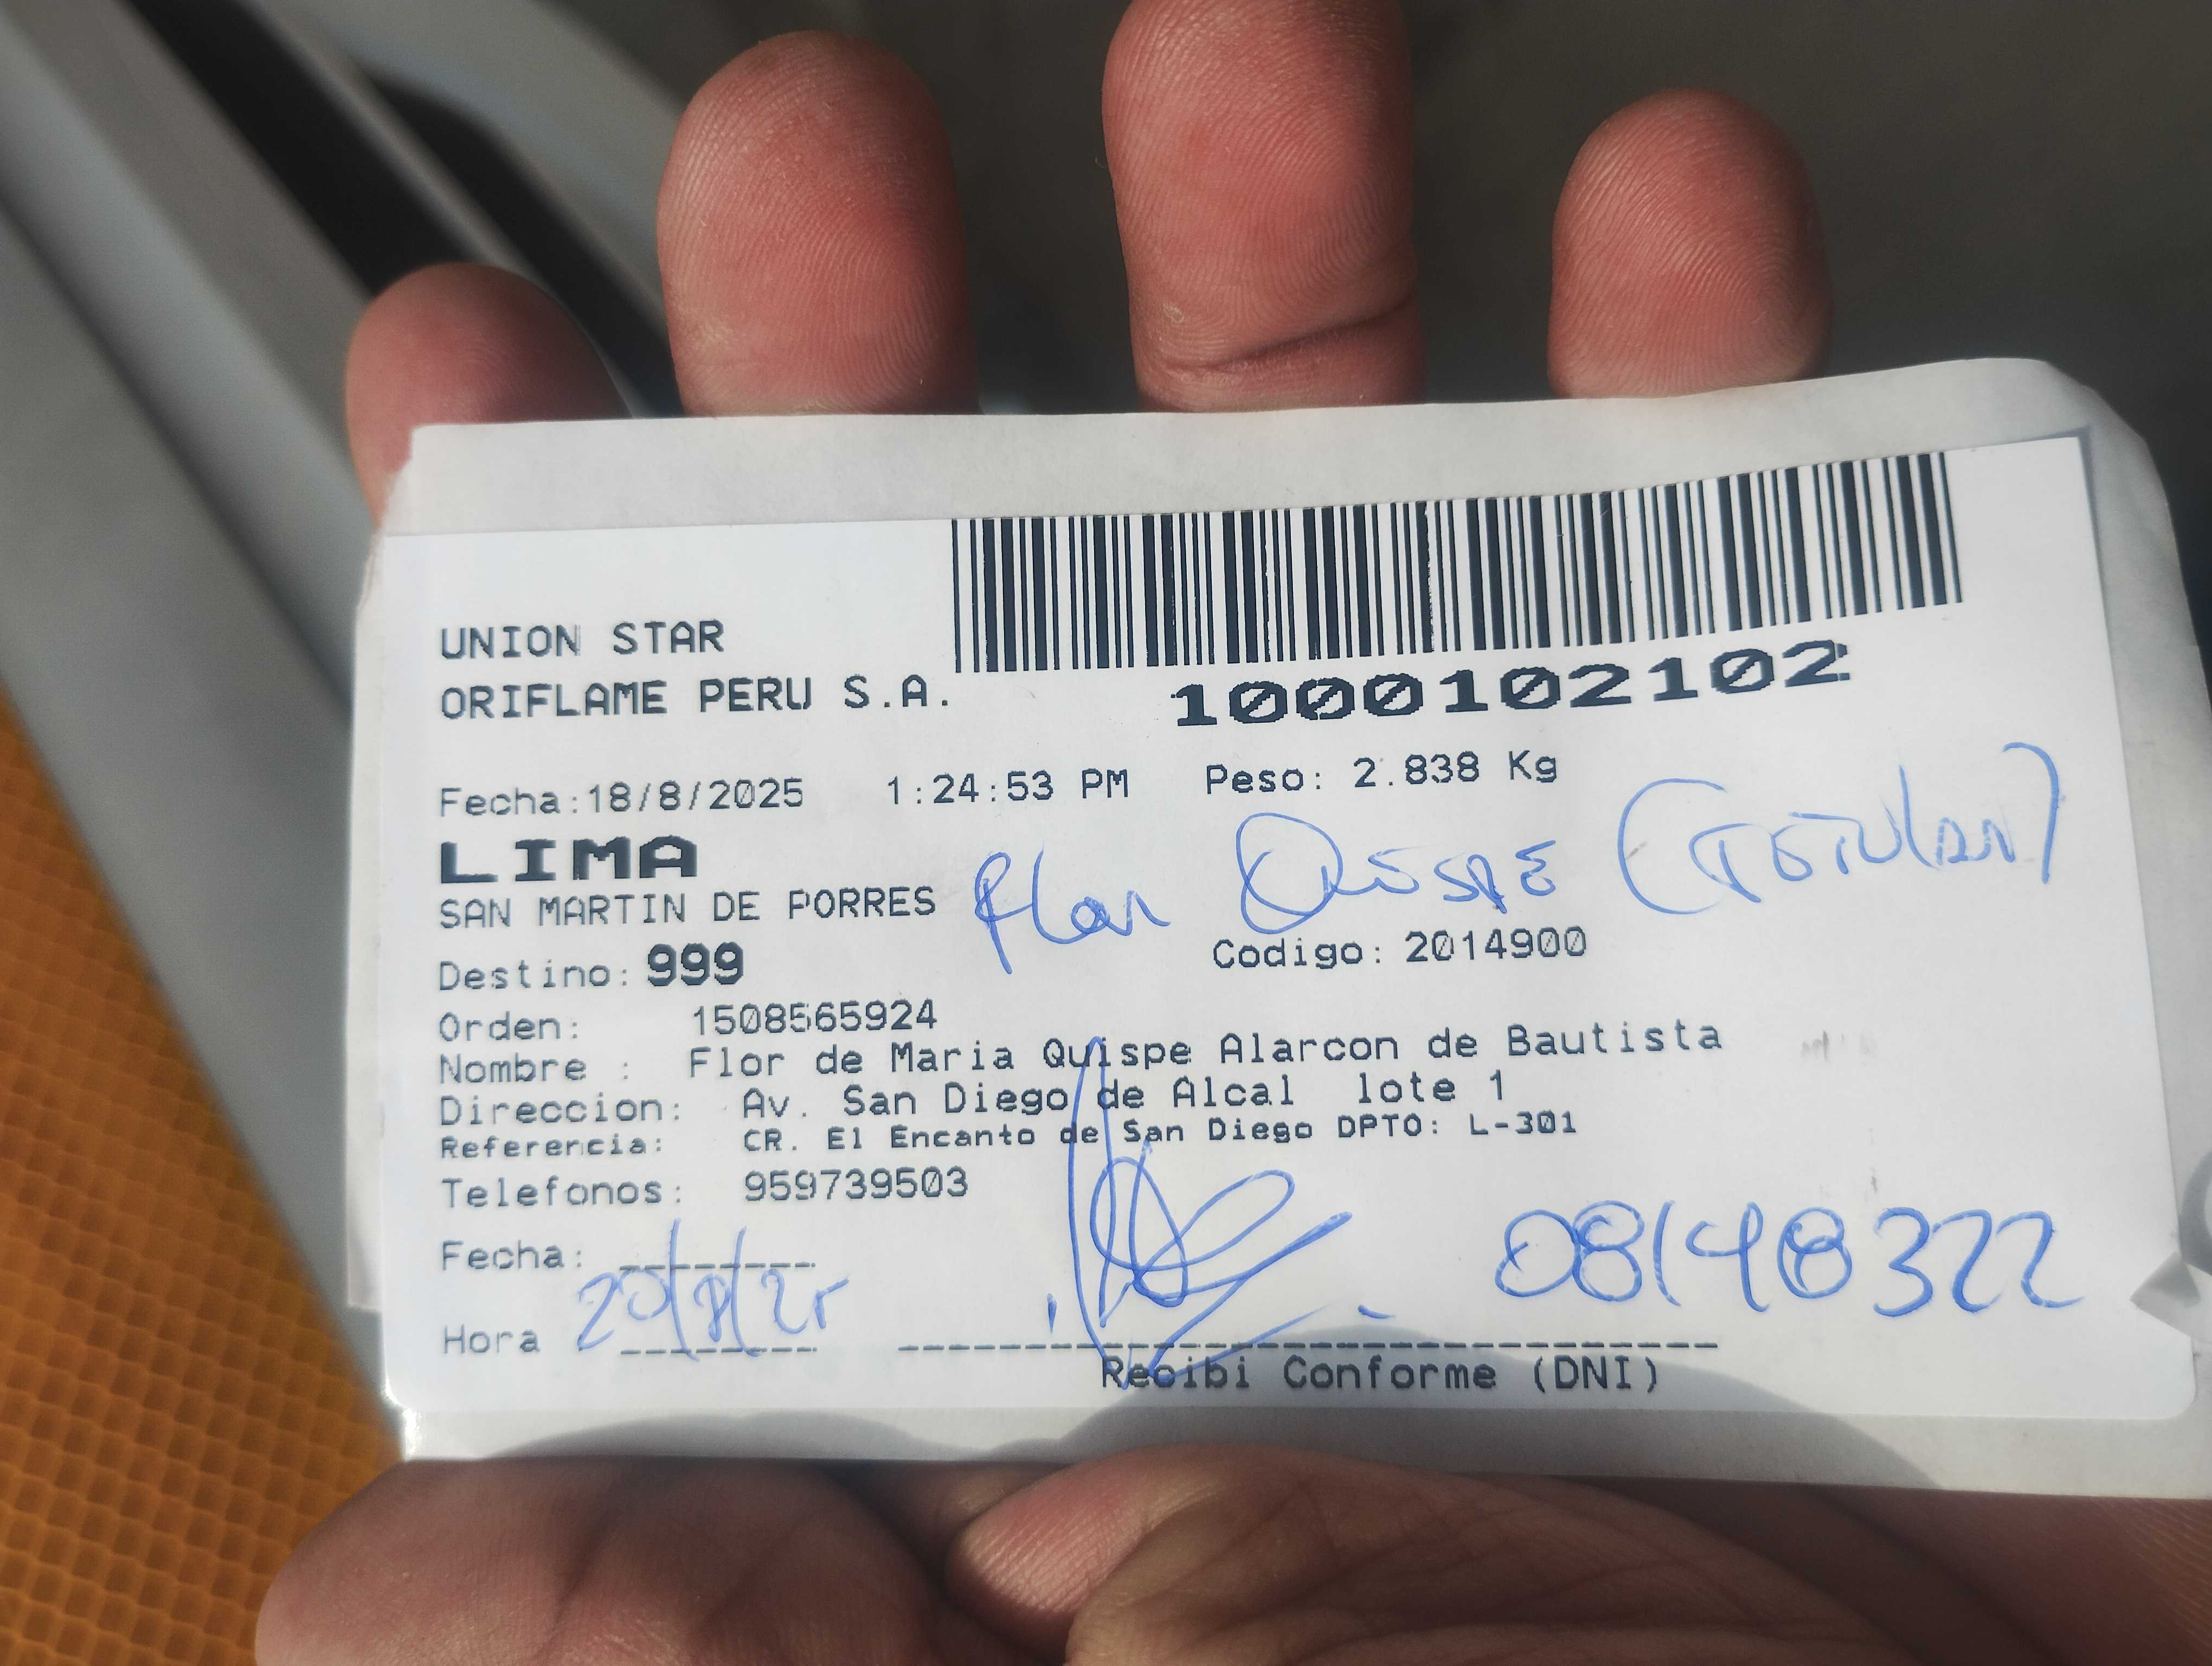 UNION STAR
ORIFLAME PERU S.A.
1000102102
Fecha:18/8/2025 1:24:53 PM Peso: 2.838 Kg
LIMA
SAN MARTIN DE PORRES
Flor Quispe (TITULAR)
Destino: 999 Codigo: 2014900
Orden: 1508565924
Nombre : Flor de Maria Quispe Alarcon de Bautista
Direccion: Av. San Diego de Alcal lote 1
Referencia: CR. El Encanto de San Diego DPTO: L-301
Telefonos: 959739503
Fecha: 20/8/25
08148322
Hora
Recibi Conforme (DNI)